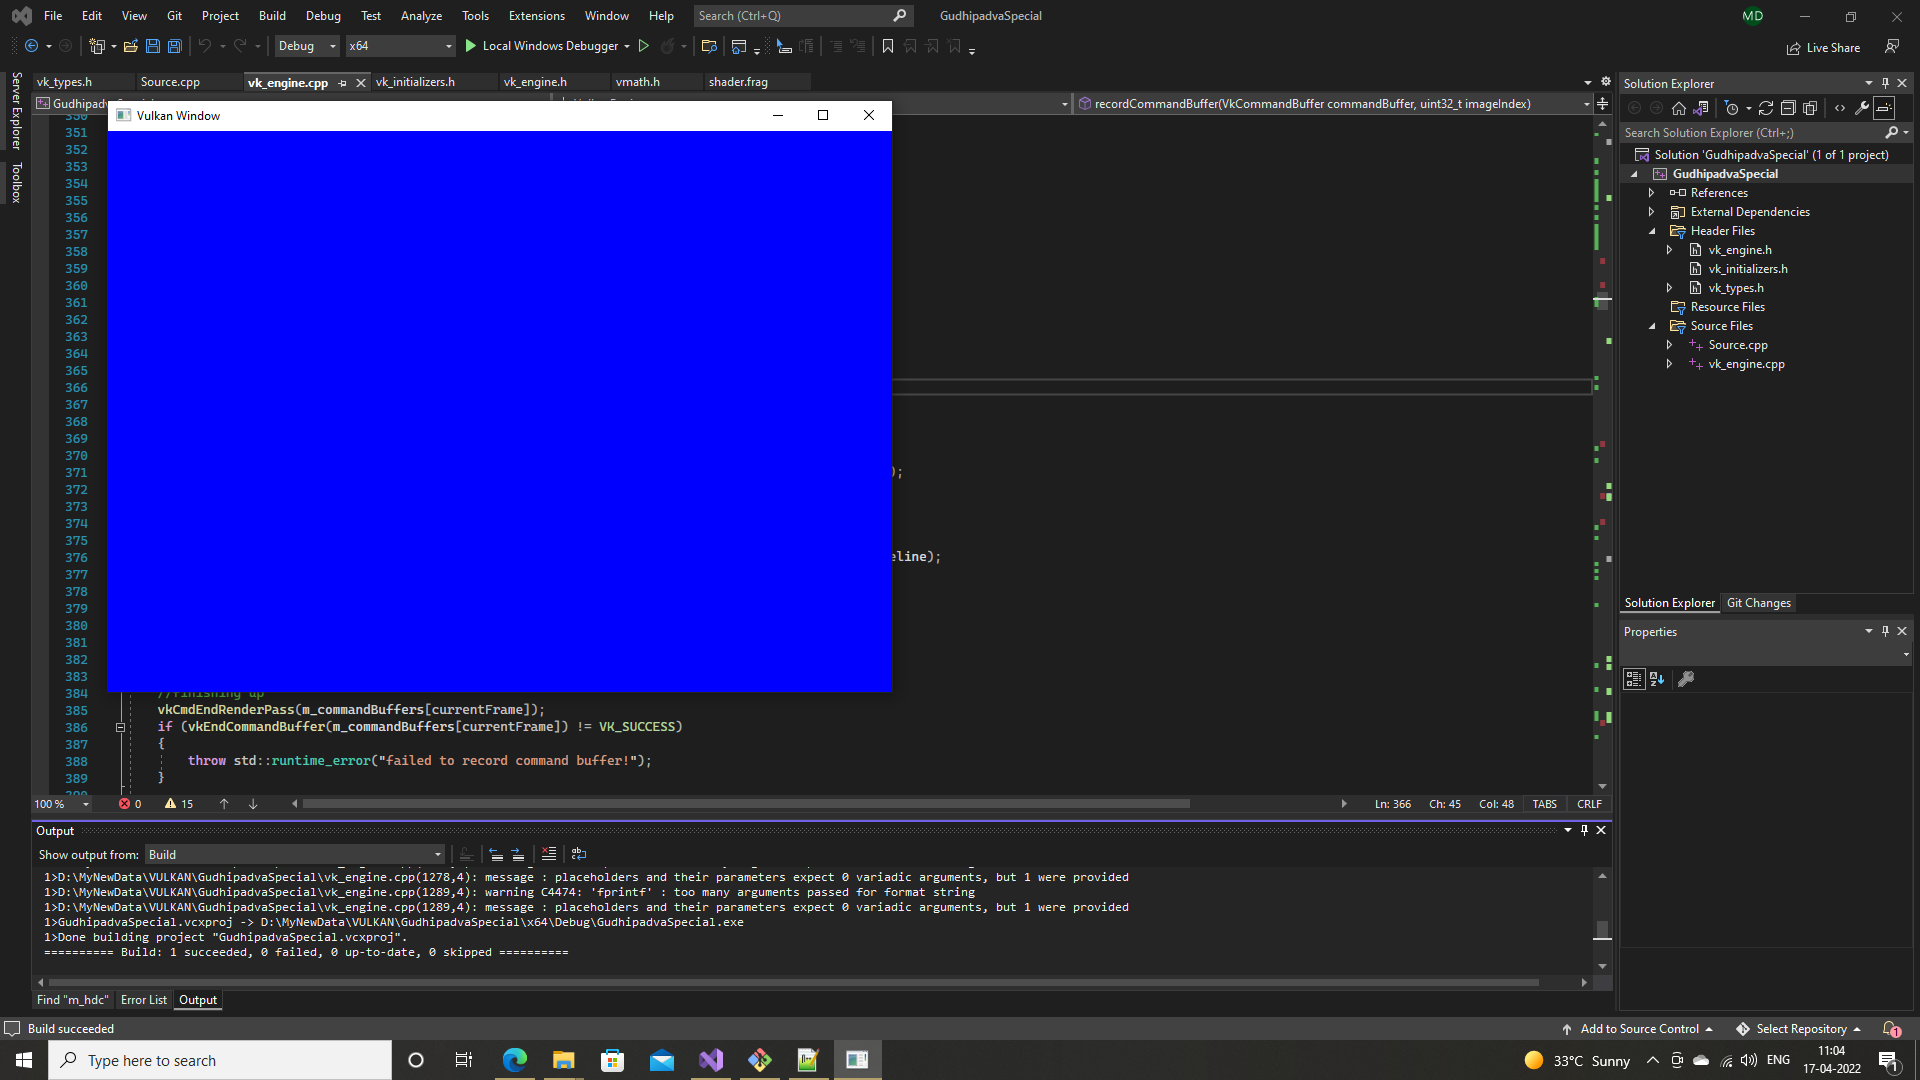 File Edit View Git Project Build Debug Test Analyze Tools Extensions Window Help Search (Ctrl+Q) GudhipadvaSpecial MD
Debug x64 Local Windows Debugger Live Share
Server Explorer
Toolbox
vk_types.h Source.cpp vk_engine.cpp vk_initializers.h vk_engine.h vmath.h shader.frag
recordCommandBuffer(VkCommandBuffer commandBuffer, uint32_t imageIndex)
Vulkan Window
350
351
352
353
354
355
356
357
358
359
360
361
362
363
364
365
366
367
368
369
370
371 );
372
373
374
375
376 eline);
377
378
379
380
381
382
383
384 //finishing up
385 vkCmdEndRenderPass(m_commandBuffers[currentFrame]);
386 if (vkEndCommandBuffer(m_commandBuffers[currentFrame]) != VK_SUCCESS)
387 {
388 throw std::runtime_error("failed to record command buffer!");
389 }
100 % 0 15 Ln: 366 Ch: 45 Col: 48 TABS CRLF
Output
Show output from: Build
1>D:\MyNewData\VULKAN\GudhipadvaSpecial\vk_engine.cpp(1278,4): message : placeholders and their parameters expect 0 variadic arguments, but 1 were provided
1>D:\MyNewData\VULKAN\GudhipadvaSpecial\vk_engine.cpp(1289,4): warning C4474: 'fprintf' : too many arguments passed for format string
1>D:\MyNewData\VULKAN\GudhipadvaSpecial\vk_engine.cpp(1289,4): message : placeholders and their parameters expect 0 variadic arguments, but 1 were provided
1>GudhipadvaSpecial.vcxproj -> D:\MyNewData\VULKAN\GudhipadvaSpecial\x64\Debug\GudhipadvaSpecial.exe
1>Done building project "GudhipadvaSpecial.vcxproj".
========== Build: 1 succeeded, 0 failed, 0 up-to-date, 0 skipped ==========
Find "m_hdc" Error List Output
Solution Explorer
Search Solution Explorer (Ctrl+;)
Solution 'GudhipadvaSpecial' (1 of 1 project)
GudhipadvaSpecial
References
External Dependencies
Header Files
vk_engine.h
vk_initializers.h
vk_types.h
Resource Files
Source Files
Source.cpp
vk_engine.cpp
Solution Explorer Git Changes
Properties
Build succeeded Add to Source Control Select Repository 1
Type here to search 33°C Sunny ENG 11:04
17-04-2022 1